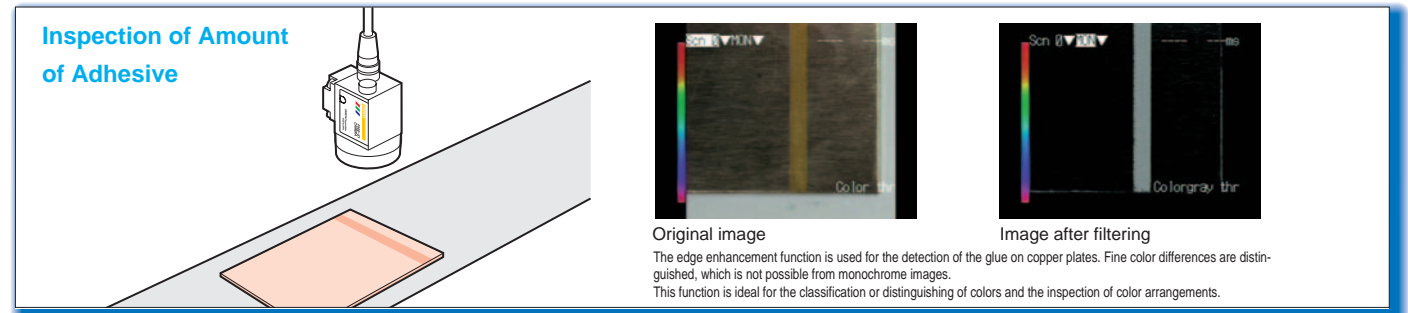 Inspection of Amount
of Adhesive
Scn 0▼MON▼ ms
Color thr
Scn 0▼MON▼ ms
Colorgray thr
Original image
Image after filtering
The edge enhancement function is used for the detection of the glue on copper plates. Fine color differences are distin-
guished, which is not possible from monochrome images.
This function is ideal for the classification or distinguishing of colors and the inspection of color arrangements.